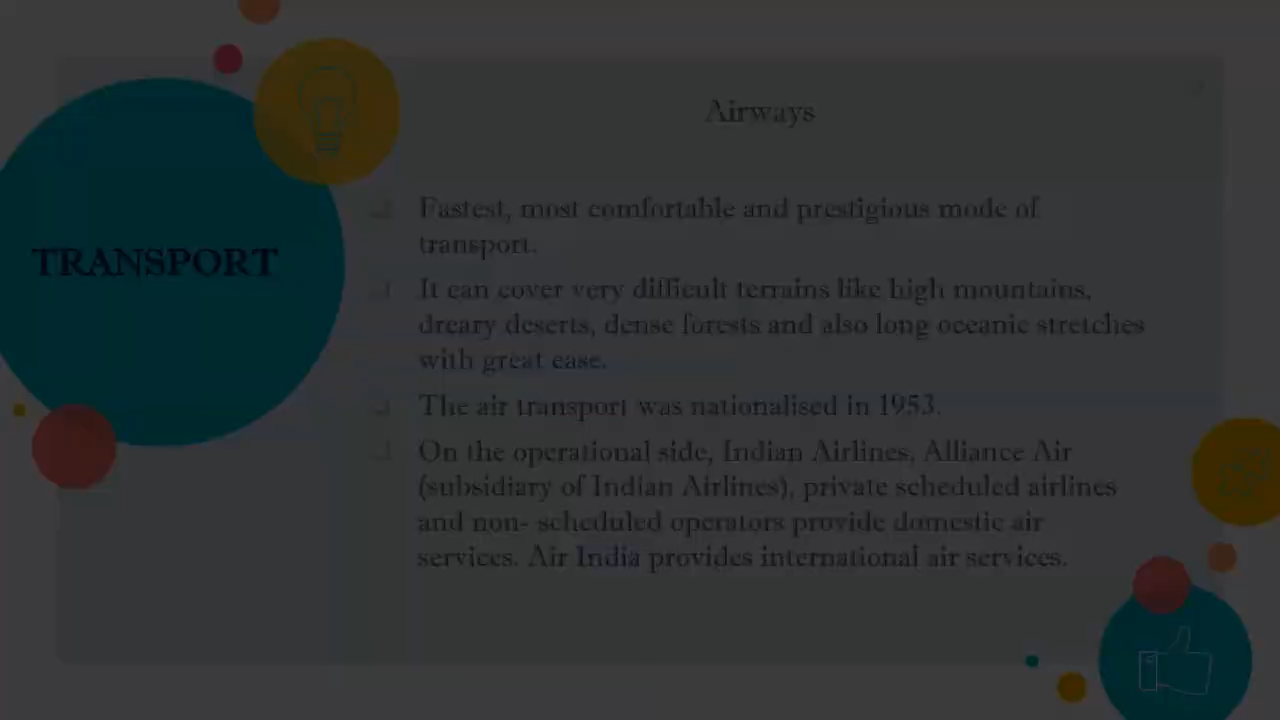 Airways
TRANSPORT
Fastest, most comfortable and prestigious mode of
transport.
It can cover very difficult terrains like high mountains,
dreary deserts, dense forests and also long oceanic stretches
with great ease.
The air transport was nationalised in 1953.
On the operational side, Indian Airlines, Alliance Air
(subsidiary of Indian Airlines), private scheduled airlines
and non- scheduled operators provide domestic air
services. Air India provides international air services.